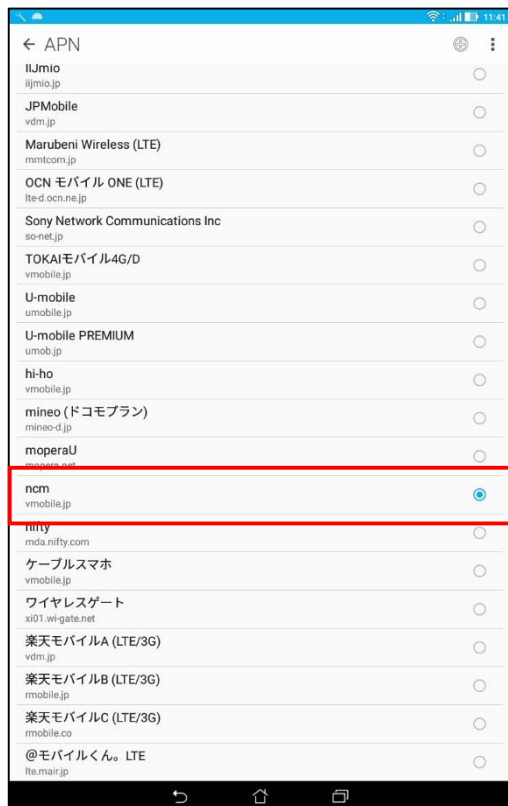 11:41
APN
IIJmio
iijmio.jp
JPMobile
vdm.jp
Marubeni Wireless (LTE)
mmtcom.jp
OCN モバイル ONE (LTE)
lte-d.ocn.ne.jp
Sony Network Communications Inc
so-net.jp
TOKAIモバイル4G/D
vmobile.jp
U-mobile
umobile.jp
U-mobile PREMIUM
umob.jp
hi-ho
vmobile.jp
mineo (ドコモプラン)
mineo-d.jp
moperaU
mopera.net
ncm
vmobile.jp
nifty
mda.nifty.com
ケーブルスマホ
vmobile.jp
ワイヤレスゲート
xi01.wi-gate.net
楽天モバイルA (LTE/3G)
vdm.jp
楽天モバイルB (LTE/3G)
rmobile.jp
楽天モバイルC (LTE/3G)
rmobile.co
@モバイルくん。LTE
lte.mair.jp